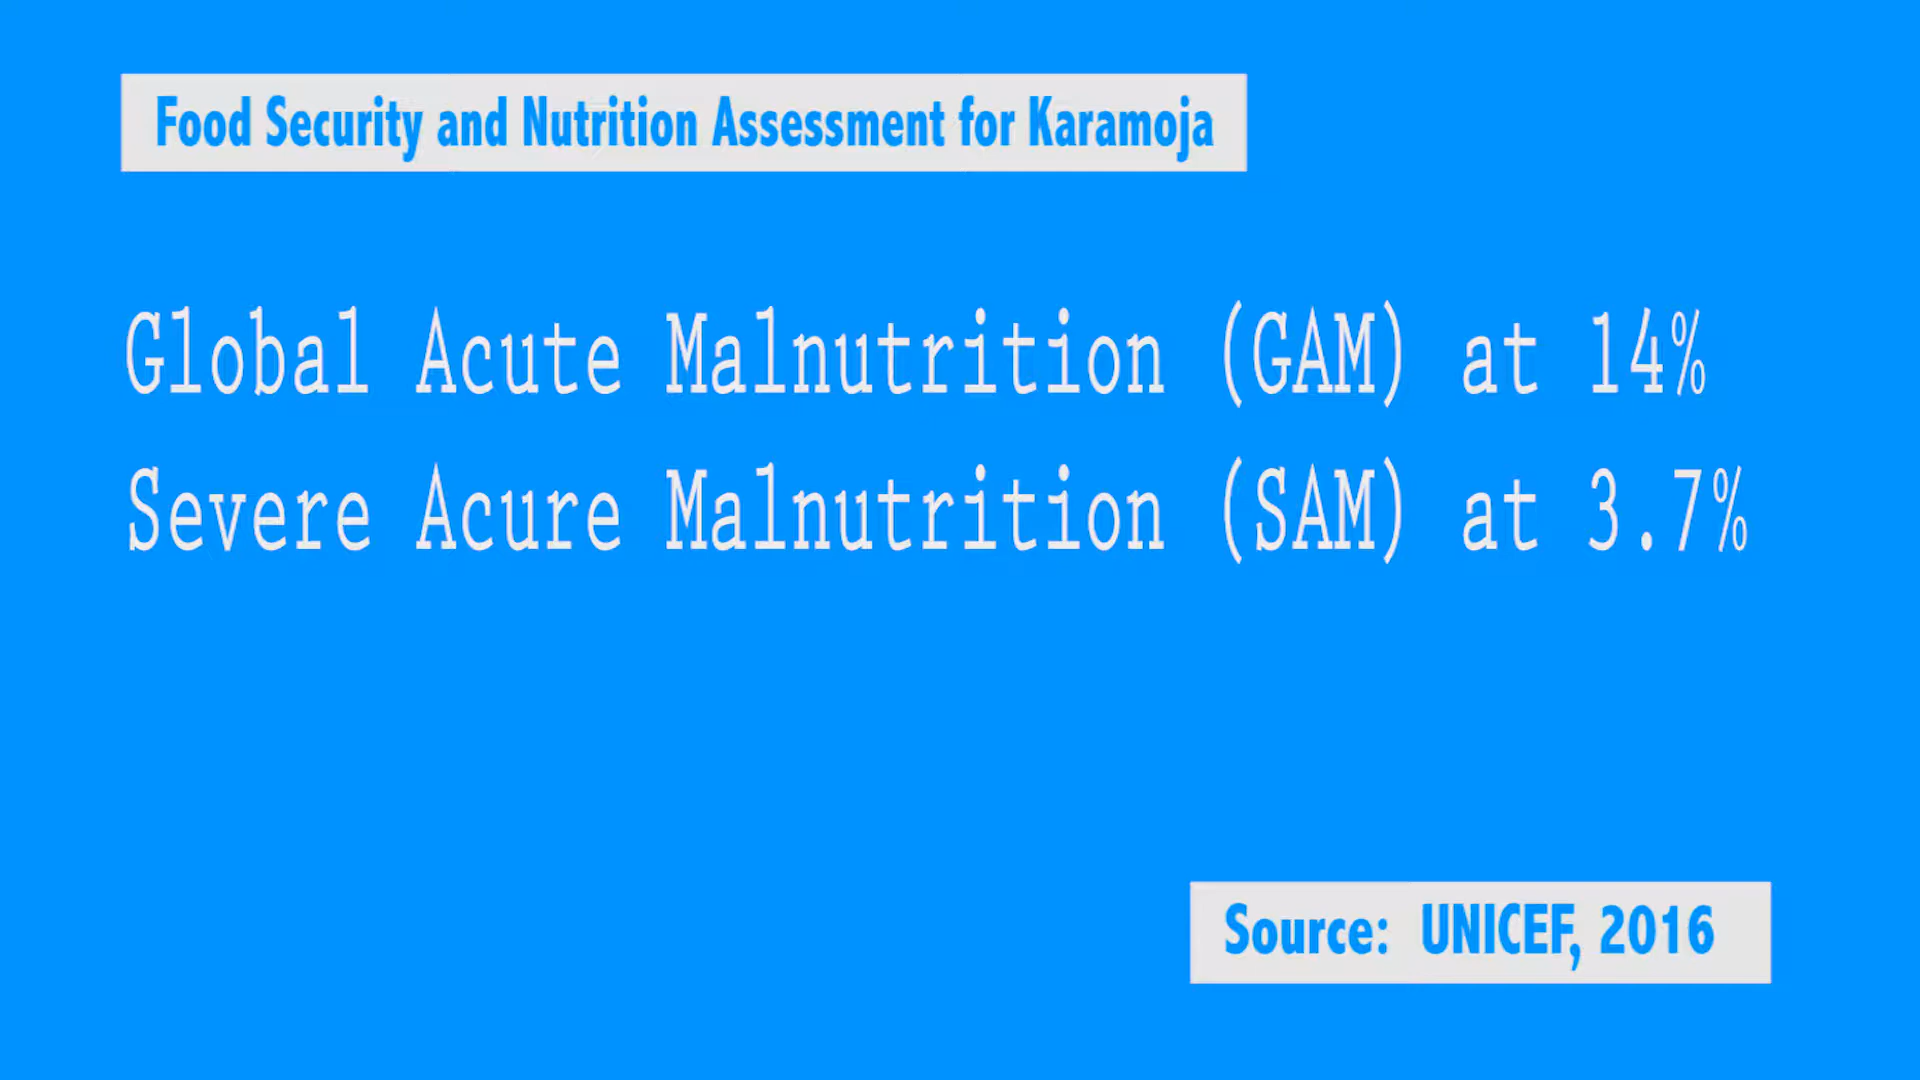 Food Security and Nutrition Assessment for Karamoja
Global Acute Malnutrition (GAM) at 14%
Severe Acure Malnutrition (SAM) at 3.7%
Source: UNICEF, 2016